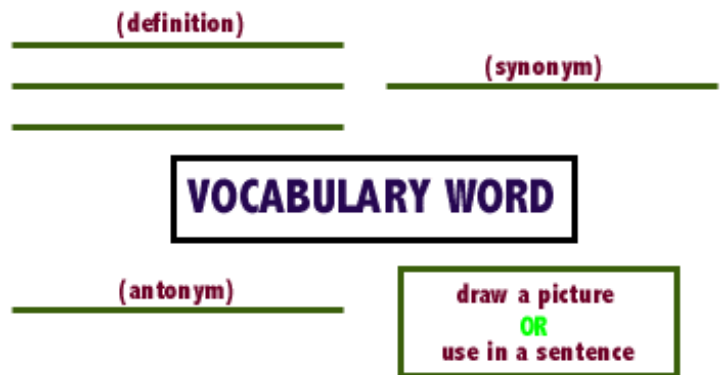 (definition)
(synonym)
VOCABULARY WORD
(antonym)
draw a picture
OR
use in a sentence